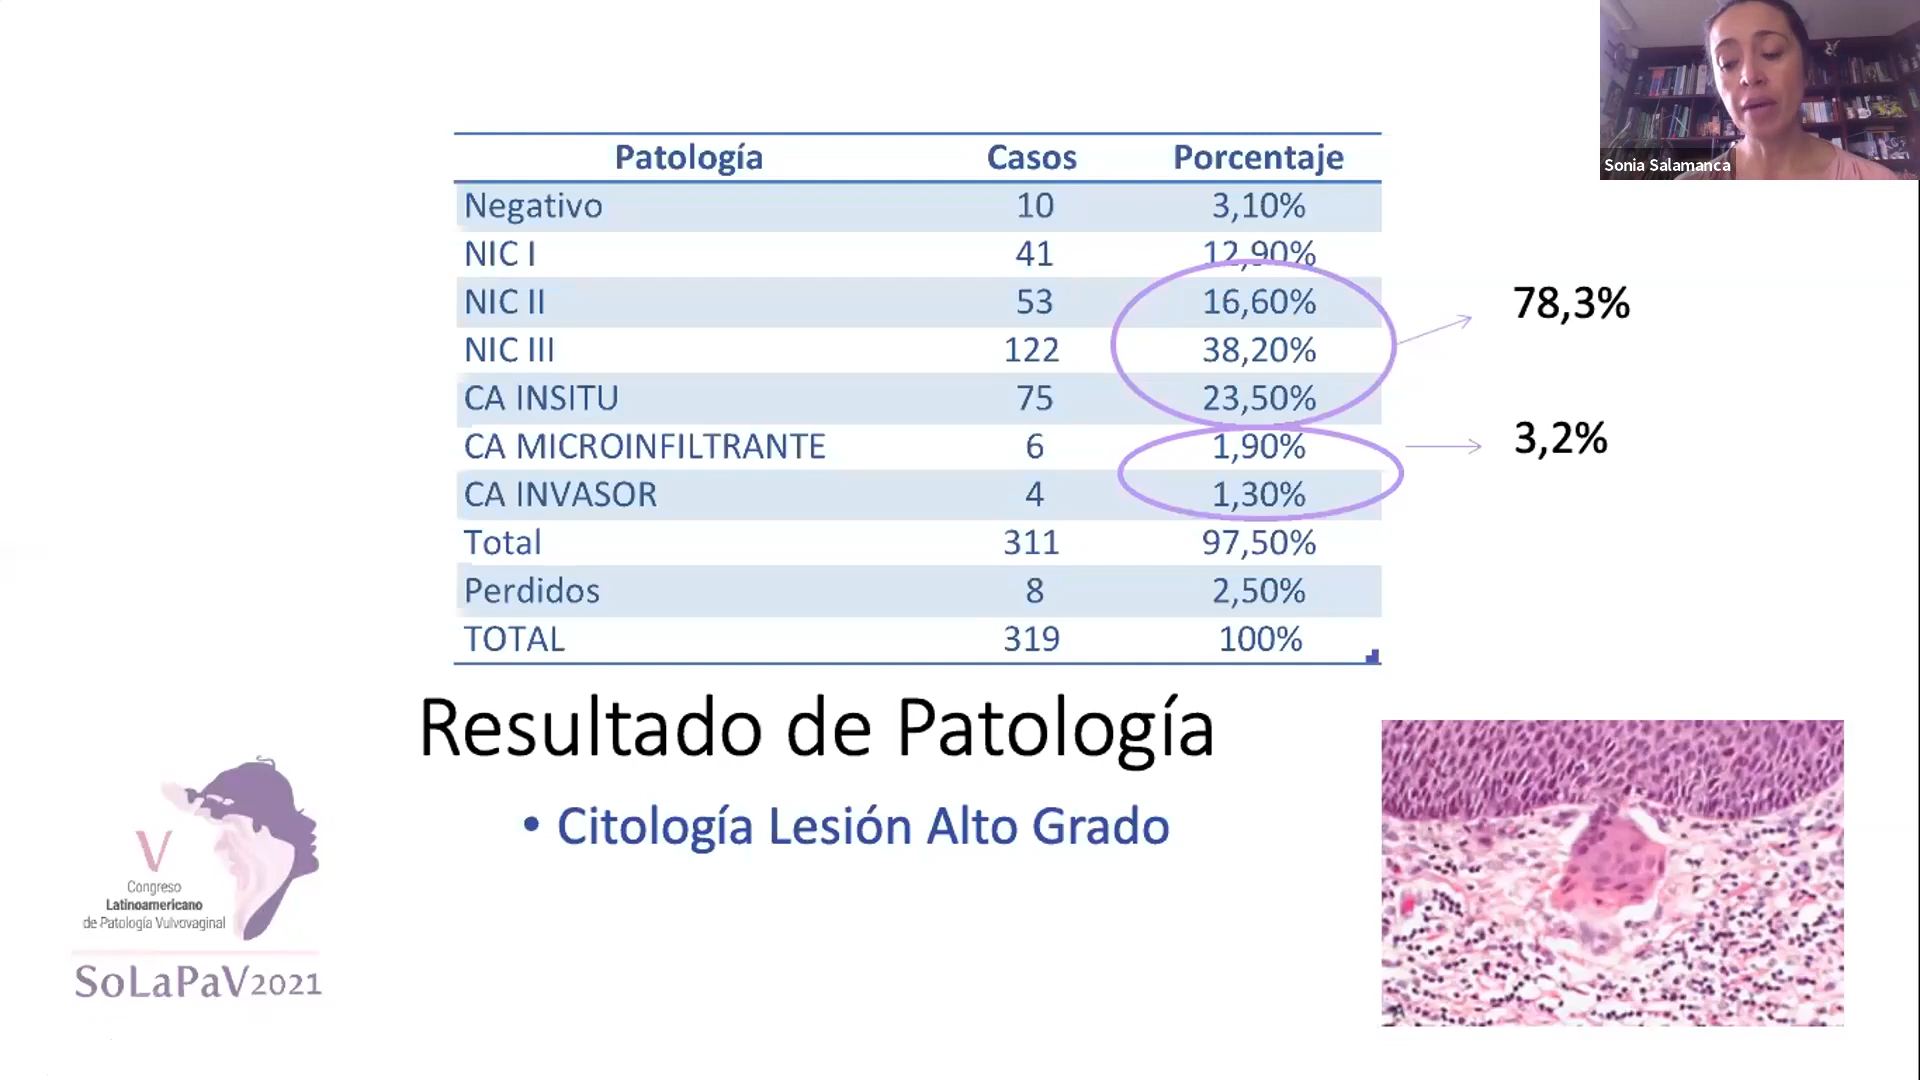 Sonia Salamanca
Patología Casos Porcentaje
Negativo 10 3,10%
NIC I 41 12,90%
NIC II 53 16,60%
NIC III 122 38,20%
CA INSITU 75 23,50%
CA MICROINFILTRANTE 6 1,90%
CA INVASOR 4 1,30%
Total 311 97,50%
Perdidos 8 2,50%
TOTAL 319 100%
78,3%
3,2%
Resultado de Patología
• Citología Lesión Alto Grado
V
Congreso
Latinoamericano
de Patología Vulvovaginal
SoLaPaV2021